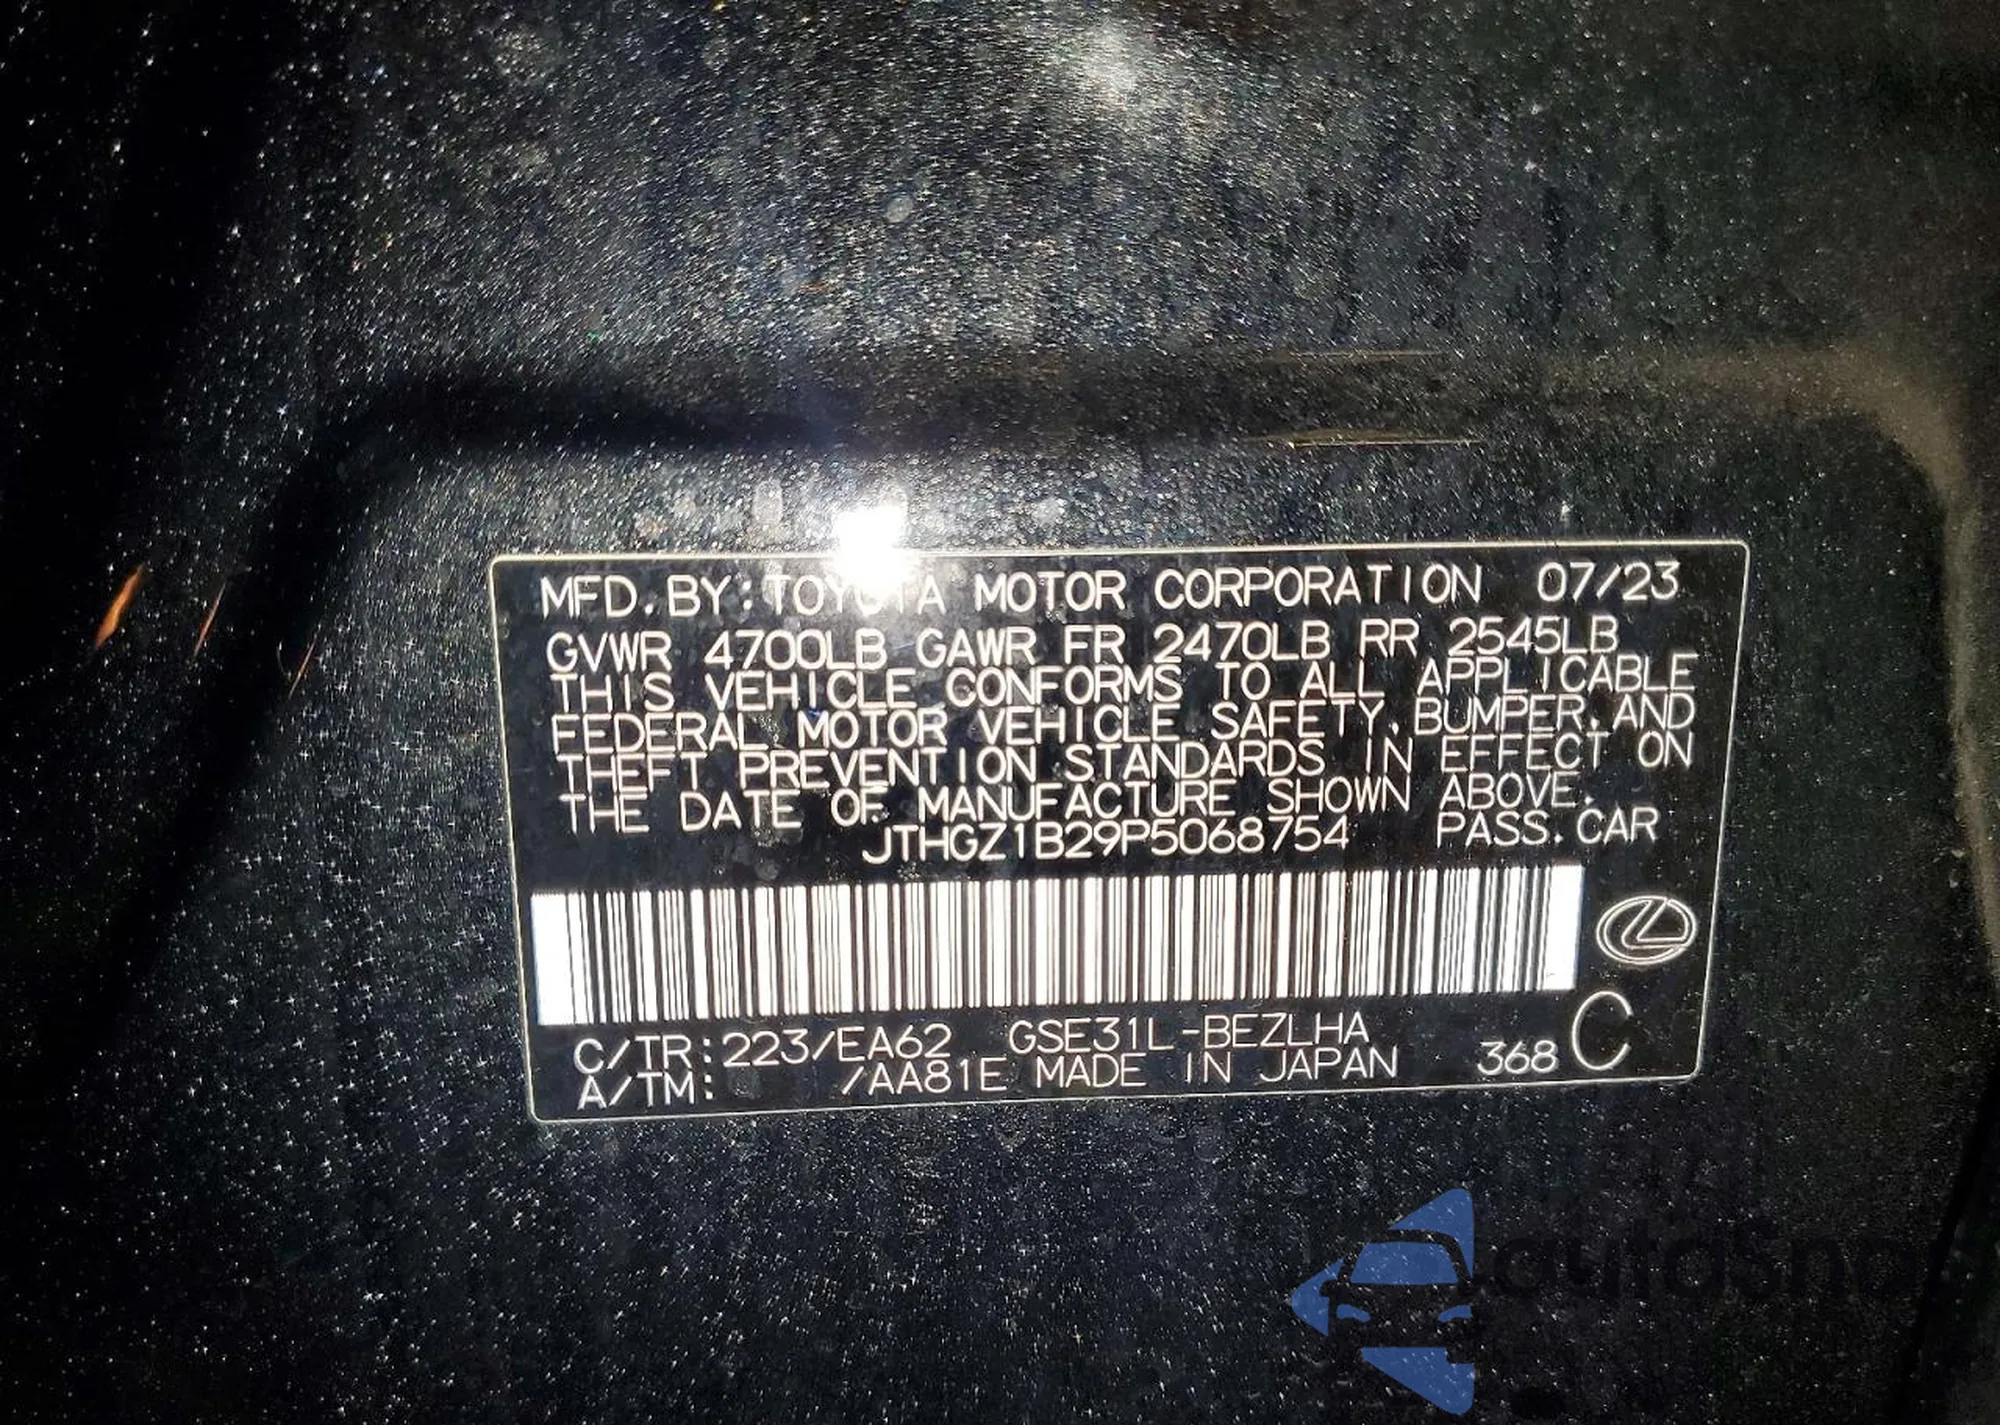 MFD. BY: TOYOTA MOTOR CORPORATION 07/23
GVWR 4700LB GAWR FR 2470LB RR 2545LB
THIS VEHICLE CONFORMS TO ALL APPLICABLE
FEDERAL MOTOR VEHICLE SAFETY, BUMPER, AND
THEFT PREVENTION STANDARDS IN EFFECT ON
THE DATE OF MANUFACTURE SHOWN ABOVE.
JTHGZ1B29P5068754 PASS. CAR
C/TR: 223/EA62 GSE31L-BEZLHA
A/TM: /AA81E MADE IN JAPAN 368 C